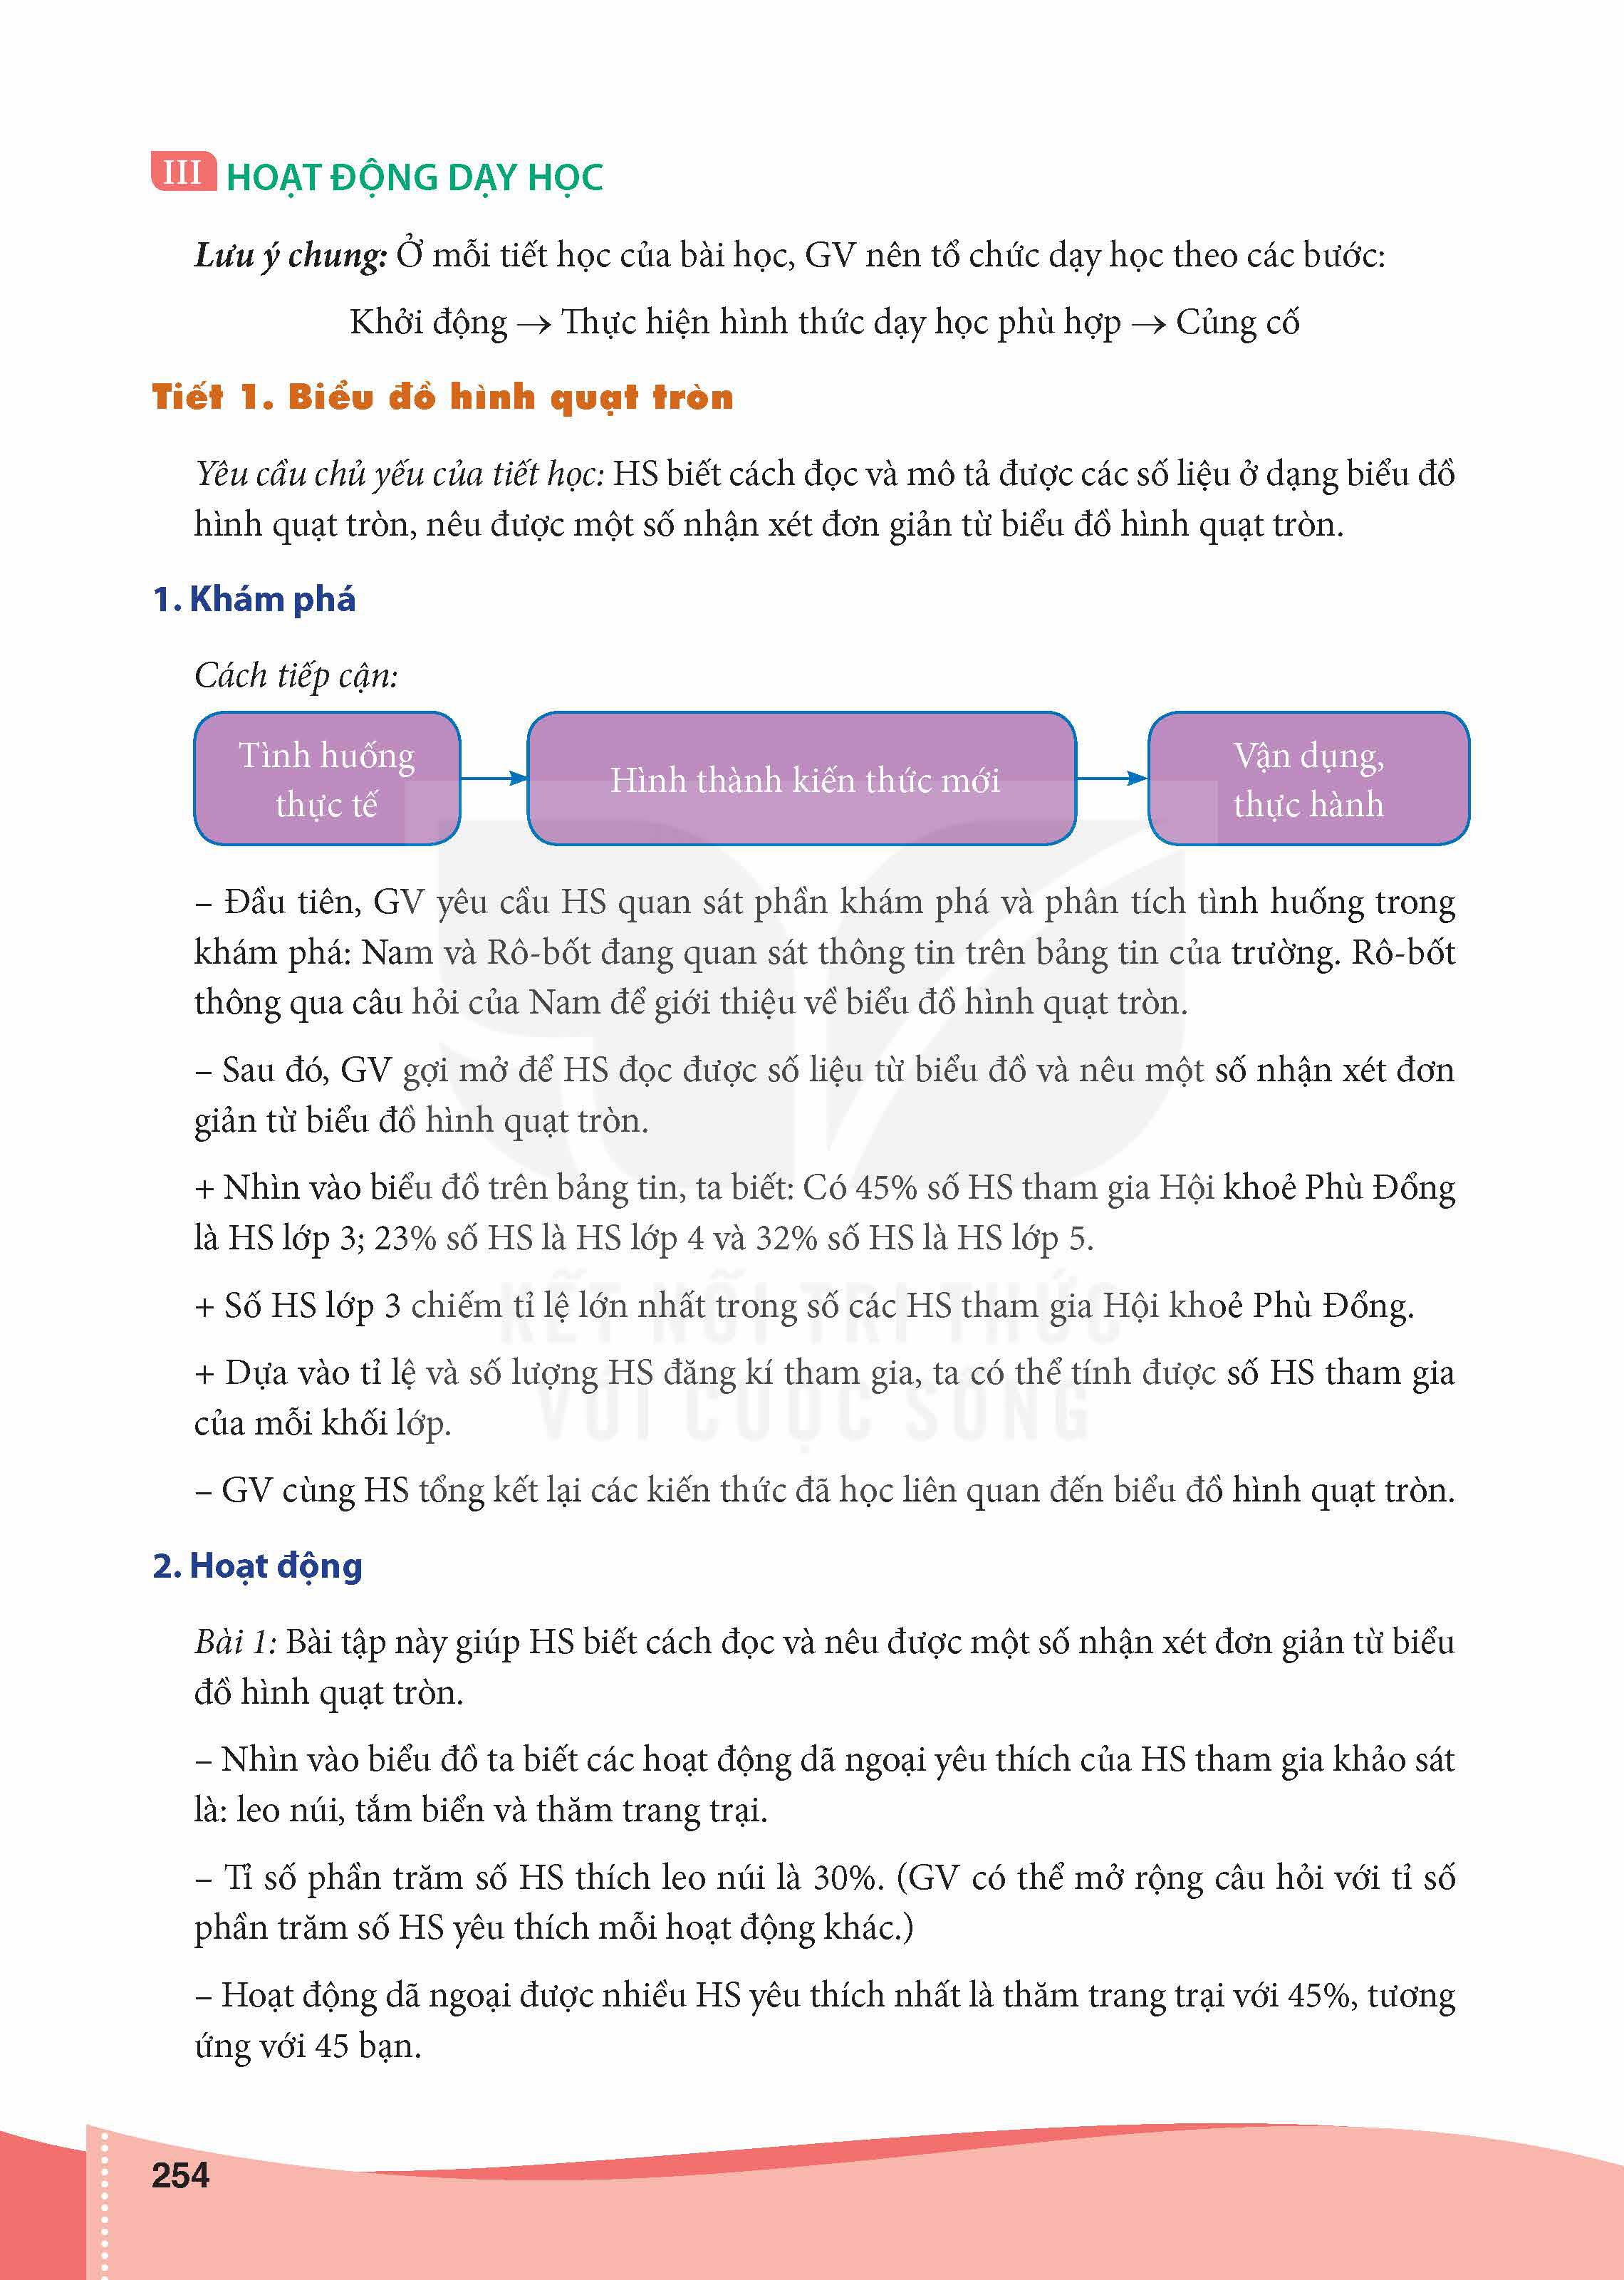 III HOẠT ĐỘNG DẠY HỌC
Lưu ý chung: Ở mỗi tiết học của bài học, GV nên tổ chức dạy học theo các bước:
Khởi động → Thực hiện hình thức dạy học phù hợp → Củng cố
Tiết 1. Biểu đồ hình quạt tròn
Yêu cầu chủ yếu của tiết học: HS biết cách đọc và mô tả được các số liệu ở dạng biểu đồ
hình quạt tròn, nêu được một số nhận xét đơn giản từ biểu đồ hình quạt tròn.
1. Khám phá
Cách tiếp cận:
Tình huống
thực tế
Hình thành kiến thức mới
Vận dụng,
thực hành
– Đầu tiên, GV yêu cầu HS quan sát phần khám phá và phân tích tình huống trong
khám phá: Nam và Rô-bốt đang quan sát thông tin trên bảng tin của trường. Rô-bốt
thông qua câu hỏi của Nam để giới thiệu về biểu đồ hình quạt tròn.
– Sau đó, GV gợi mở để HS đọc được số liệu từ biểu đồ và nêu một số nhận xét đơn
giản từ biểu đồ hình quạt tròn.
+ Nhìn vào biểu đồ trên bảng tin, ta biết: Có 45% số HS tham gia Hội khoẻ Phù Đổng
là HS lớp 3; 23% số HS là HS lớp 4 và 32% số HS là HS lớp 5.
+ Số HS lớp 3 chiếm tỉ lệ lớn nhất trong số các HS tham gia Hội khoẻ Phù Đổng.
+ Dựa vào tỉ lệ và số lượng HS đăng kí tham gia, ta có thể tính được số HS tham gia
của mỗi khối lớp.
– GV cùng HS tổng kết lại các kiến thức đã học liên quan đến biểu đồ hình quạt tròn.
KẾT NỐI TRI THỨC
VỚI CUỘC SỐNG
2. Hoạt động
Bài 1: Bài tập này giúp HS biết cách đọc và nêu được một số nhận xét đơn giản từ biểu
đồ hình quạt tròn.
– Nhìn vào biểu đồ ta biết các hoạt động dã ngoại yêu thích của HS tham gia khảo sát
là: leo núi, tắm biển và thăm trang trại.
– Tỉ số phần trăm số HS thích leo núi là 30%. (GV có thể mở rộng câu hỏi với tỉ số
phần trăm số HS yêu thích mỗi hoạt động khác.)
– Hoạt động dã ngoại được nhiều HS yêu thích nhất là thăm trang trại với 45%, tương
ứng với 45 bạn.
254